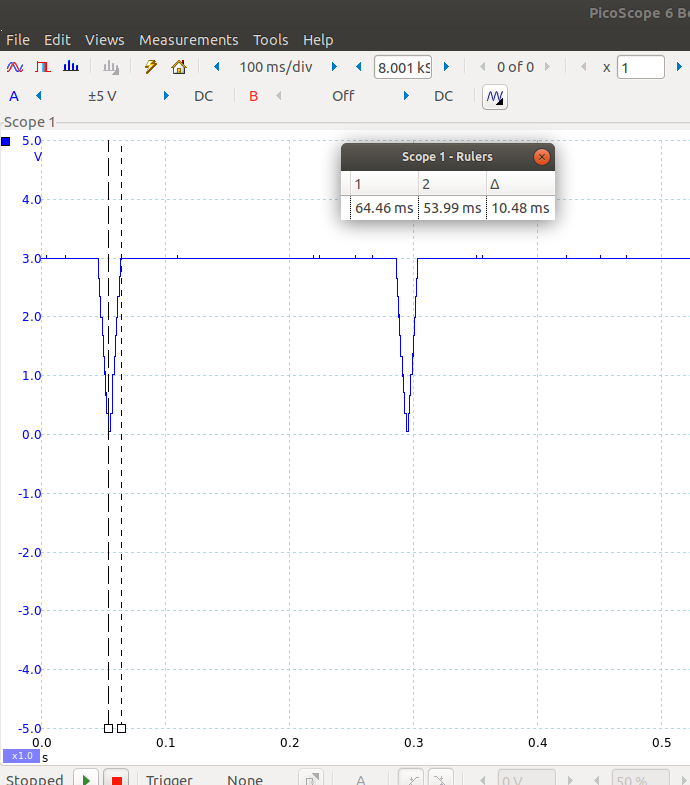 PicoScope 6 Be
File Edit Views Measurements Tools Help
100 ms/div 8.001 kS 0 of 0 x 1
A ±5 V DC B Off DC
Scope 1
5.0
V
4.0
3.0
2.0
1.0
0.0
-1.0
-2.0
-3.0
-4.0
-5.0
Scope 1 - Rulers
1 2 Δ
64.46 ms 53.99 ms 10.48 ms
0.0 0.1 0.2 0.3 0.4 0.5
x1.0 s
Stopped Trigger None A 0 V 50 %